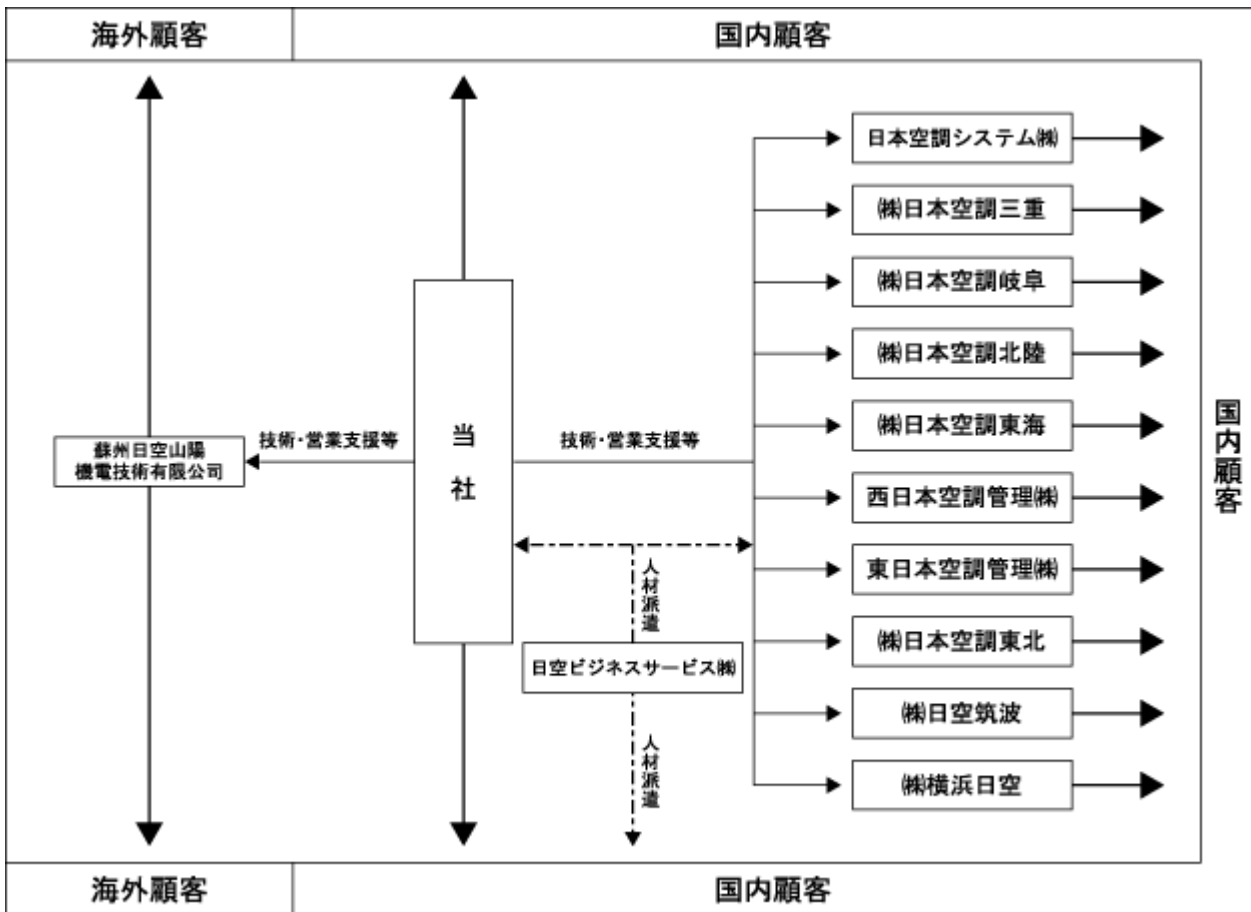 海外顧客
国内顧客
日本空調システム㈱
㈱日本空調三重
㈱日本空調岐阜
㈱日本空調北陸
㈱日本空調東海
西日本空調管理㈱
東日本空調管理㈱
㈱日本空調東北
㈱日空筑波
㈱横浜日空
国内顧客
蘇州日空山陽
機電技術有限公司
技術・営業支援等
当社
技術・営業支援等
人材派遣
日空ビジネスサービス㈱
人材派遣
海外顧客
国内顧客